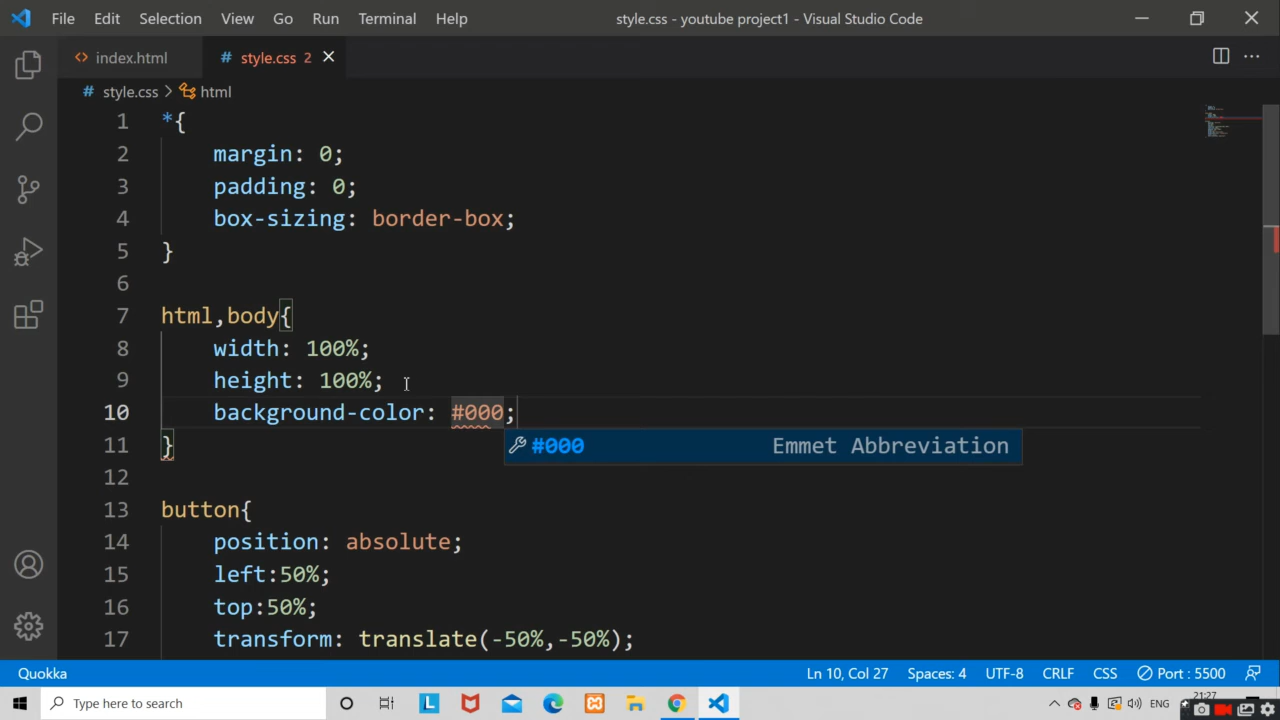 File Edit Selection View Go Run Terminal Help style.css - youtube project1 - Visual Studio Code
<> index.html # style.css 2
# style.css > html
1 *{
2 margin: 0;
3 padding: 0;
4 box-sizing: border-box;
5 }
6
7 html,body{
8 width: 100%;
9 height: 100%;
10 background-color: #000;
11 }
#000 Emmet Abbreviation
12
13 button{
14 position: absolute;
15 left:50%;
16 top:50%;
17 transform: translate(-50%,-50%);
Quokka Ln 10, Col 27 Spaces: 4 UTF-8 CRLF CSS Port : 5500
Type here to search L ENG 21:27